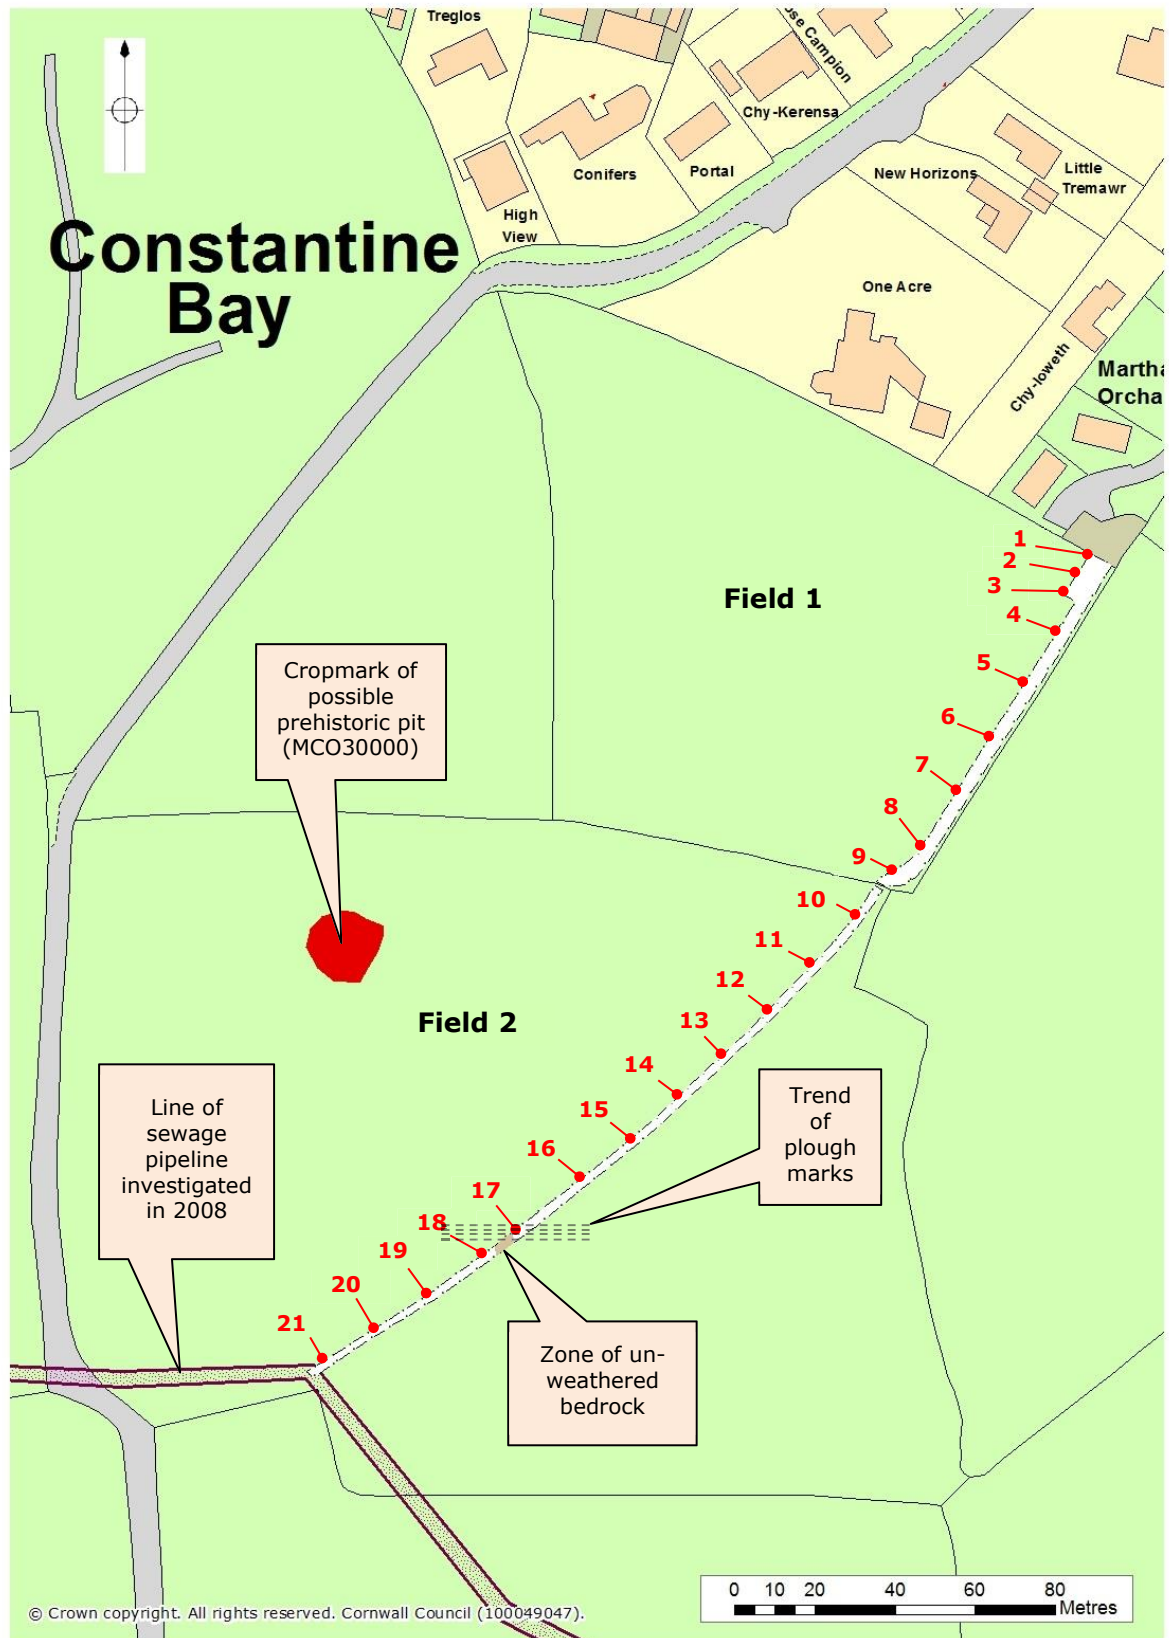 Treglos
ose Campion
Chy-Kerensa
Conifers
Portal
New Horizons
Little
Tremawr
High
View
Constantine
Bay
One Acre
Chy-loweth
Martha
Orcha
1
2
3
Field 1
4
5
Cropmark of
possible
prehistoric pit
(MCO30000)
6
7
8
9
10
11
12
Field 2
13
14
Trend
of
plough
marks
Line of
sewage
pipeline
investigated
in 2008
15
16
17
18
19
20
21
Zone of un-
weathered
bedrock
0 10 20 40 60 80
Metres
© Crown copyright. All rights reserved. Cornwall Council (100049047).